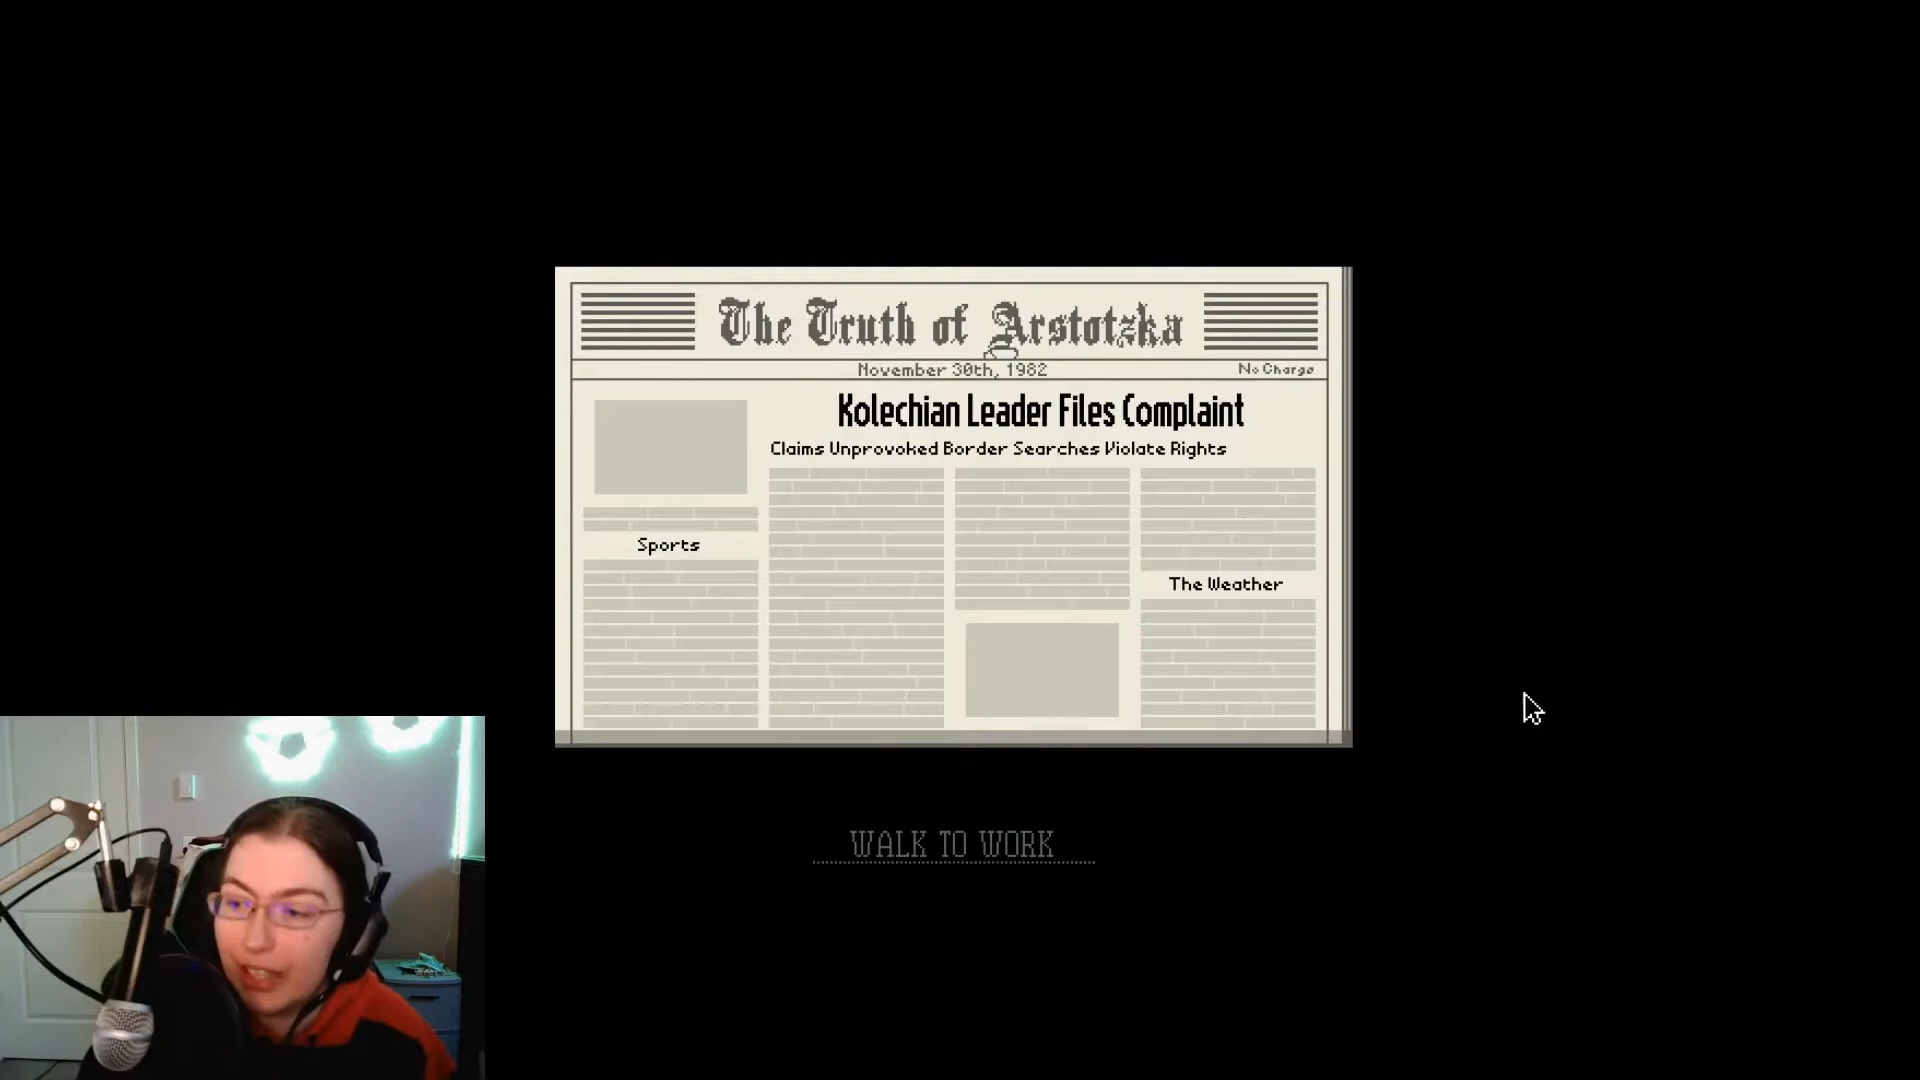 The Truth of Arstotzka
November 30th, 1982
No Charge
Kolechian Leader Files Complaint
Claims Unprovoked Border Searches Violate Rights
Sports
The Weather
WALK TO WORK